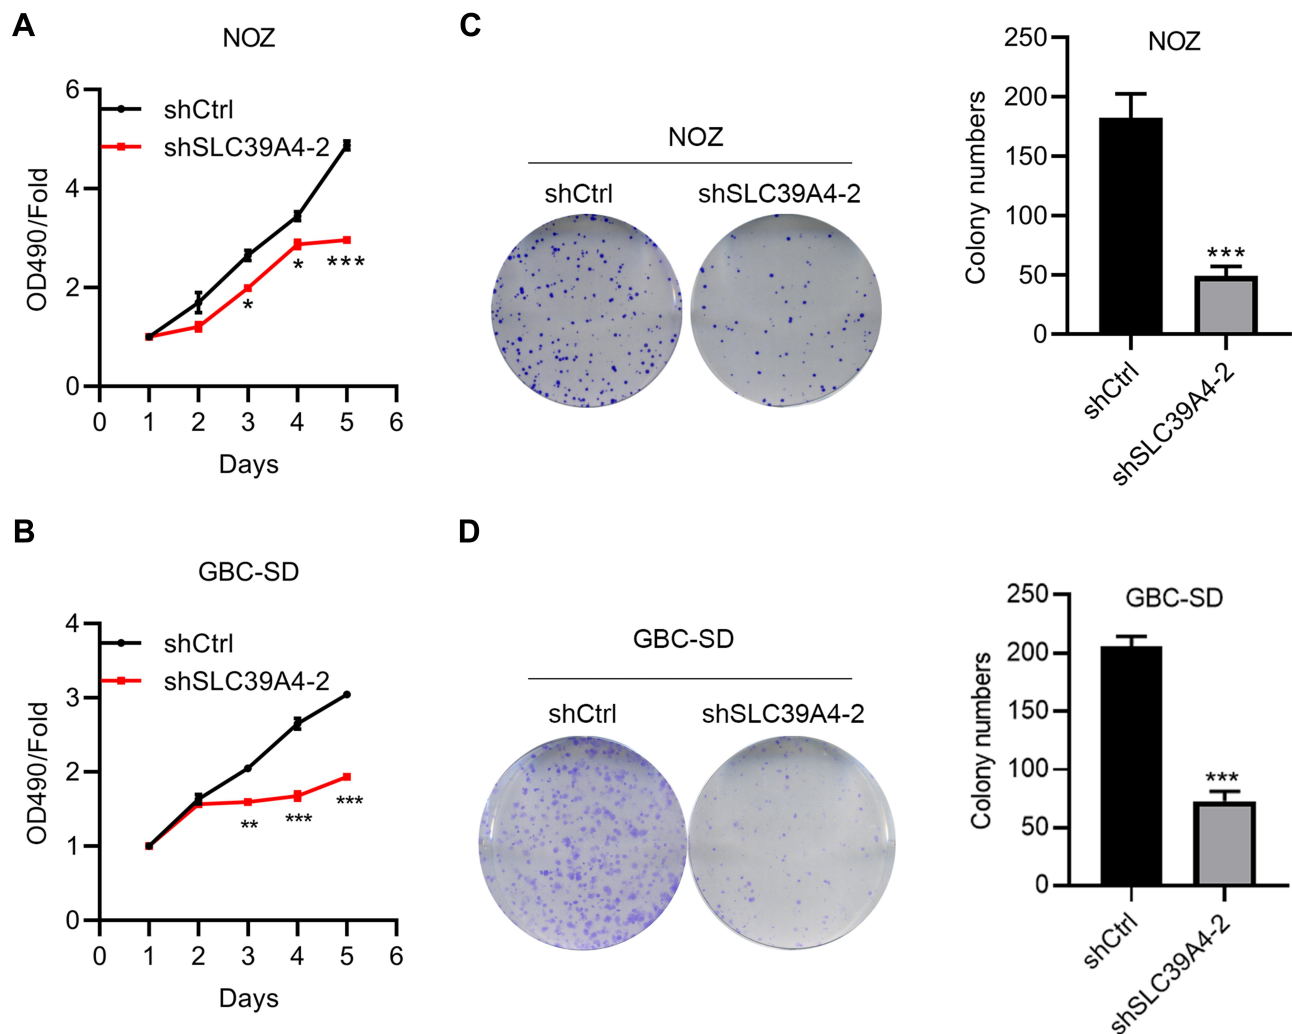 A
NOZ
6
4
2
0
OD490/Fold
shCtrl
shSLC39A4-2
*
*
***
0 1 2 3 4 5 6
Days
C
NOZ
shCtrl shSLC39A4-2
250
200
150
100
50
0
Colony numbers
NOZ
***
shCtrl
shSLC39A4-2
B
GBC-SD
4
3
2
1
0
OD490/Fold
shCtrl
shSLC39A4-2
**
***
***
0 1 2 3 4 5 6
Days
D
GBC-SD
shCtrl shSLC39A4-2
250
200
150
100
50
0
Colony numbers
GBC-SD
***
shCtrl
shSLC39A4-2